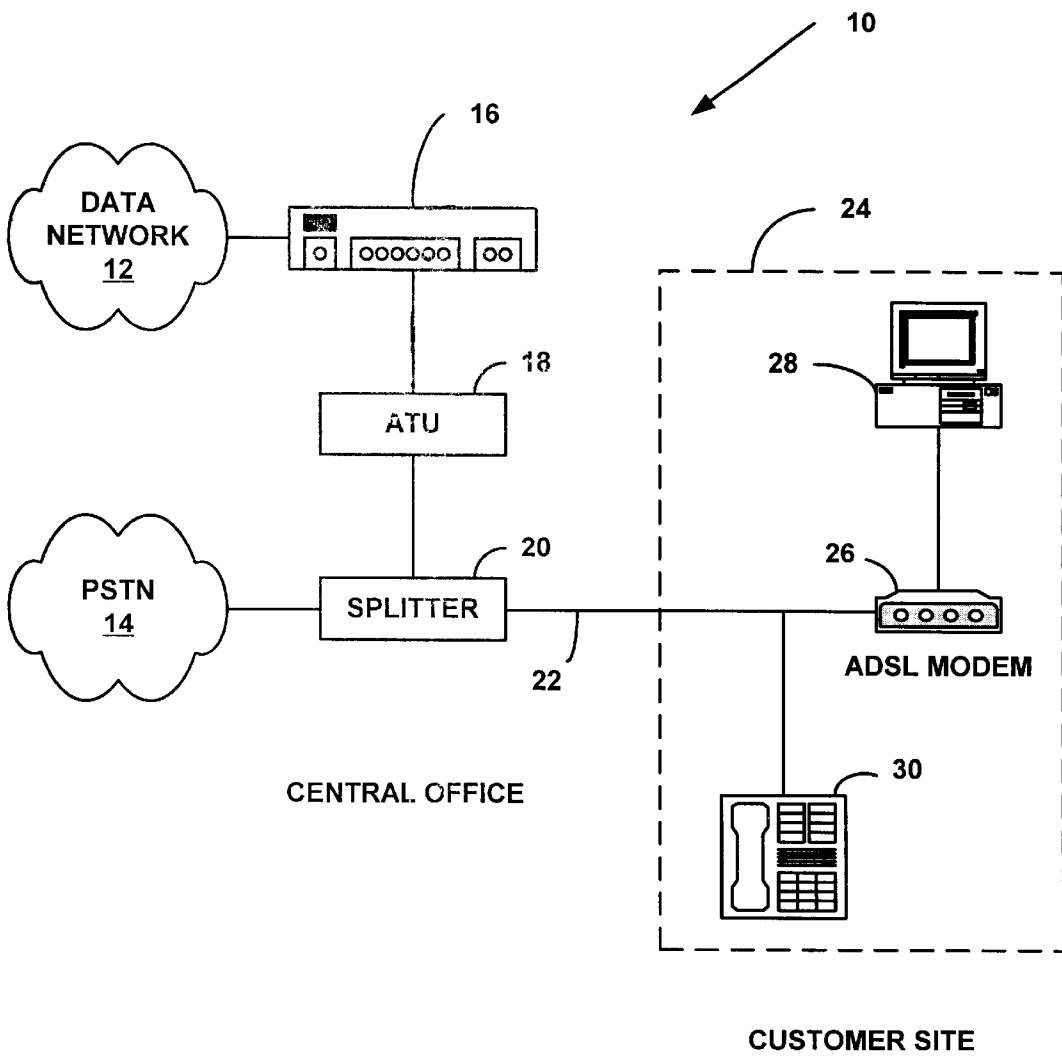 10
16
DATA
NETWORK
12
24
18
ATU
28
20
26
PSTN
14
SPLITTER
22
ADSL MODEM
30
CENTRAL OFFICE
CUSTOMER SITE